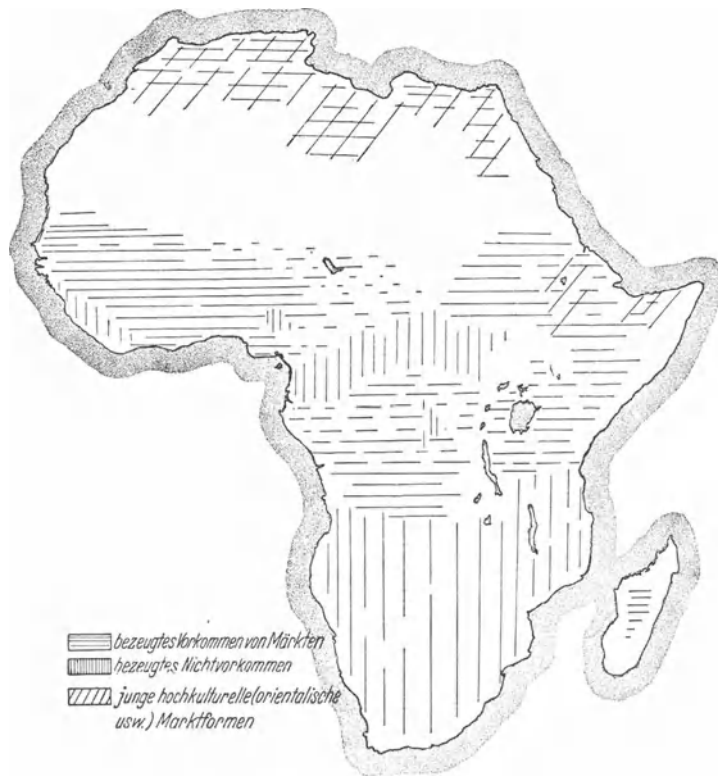 bezeugtes Vorkommen von Märkten
bezeugtes Nichtvorkommen
junge hochkulturelle (orientalische
usw.) Marktformen